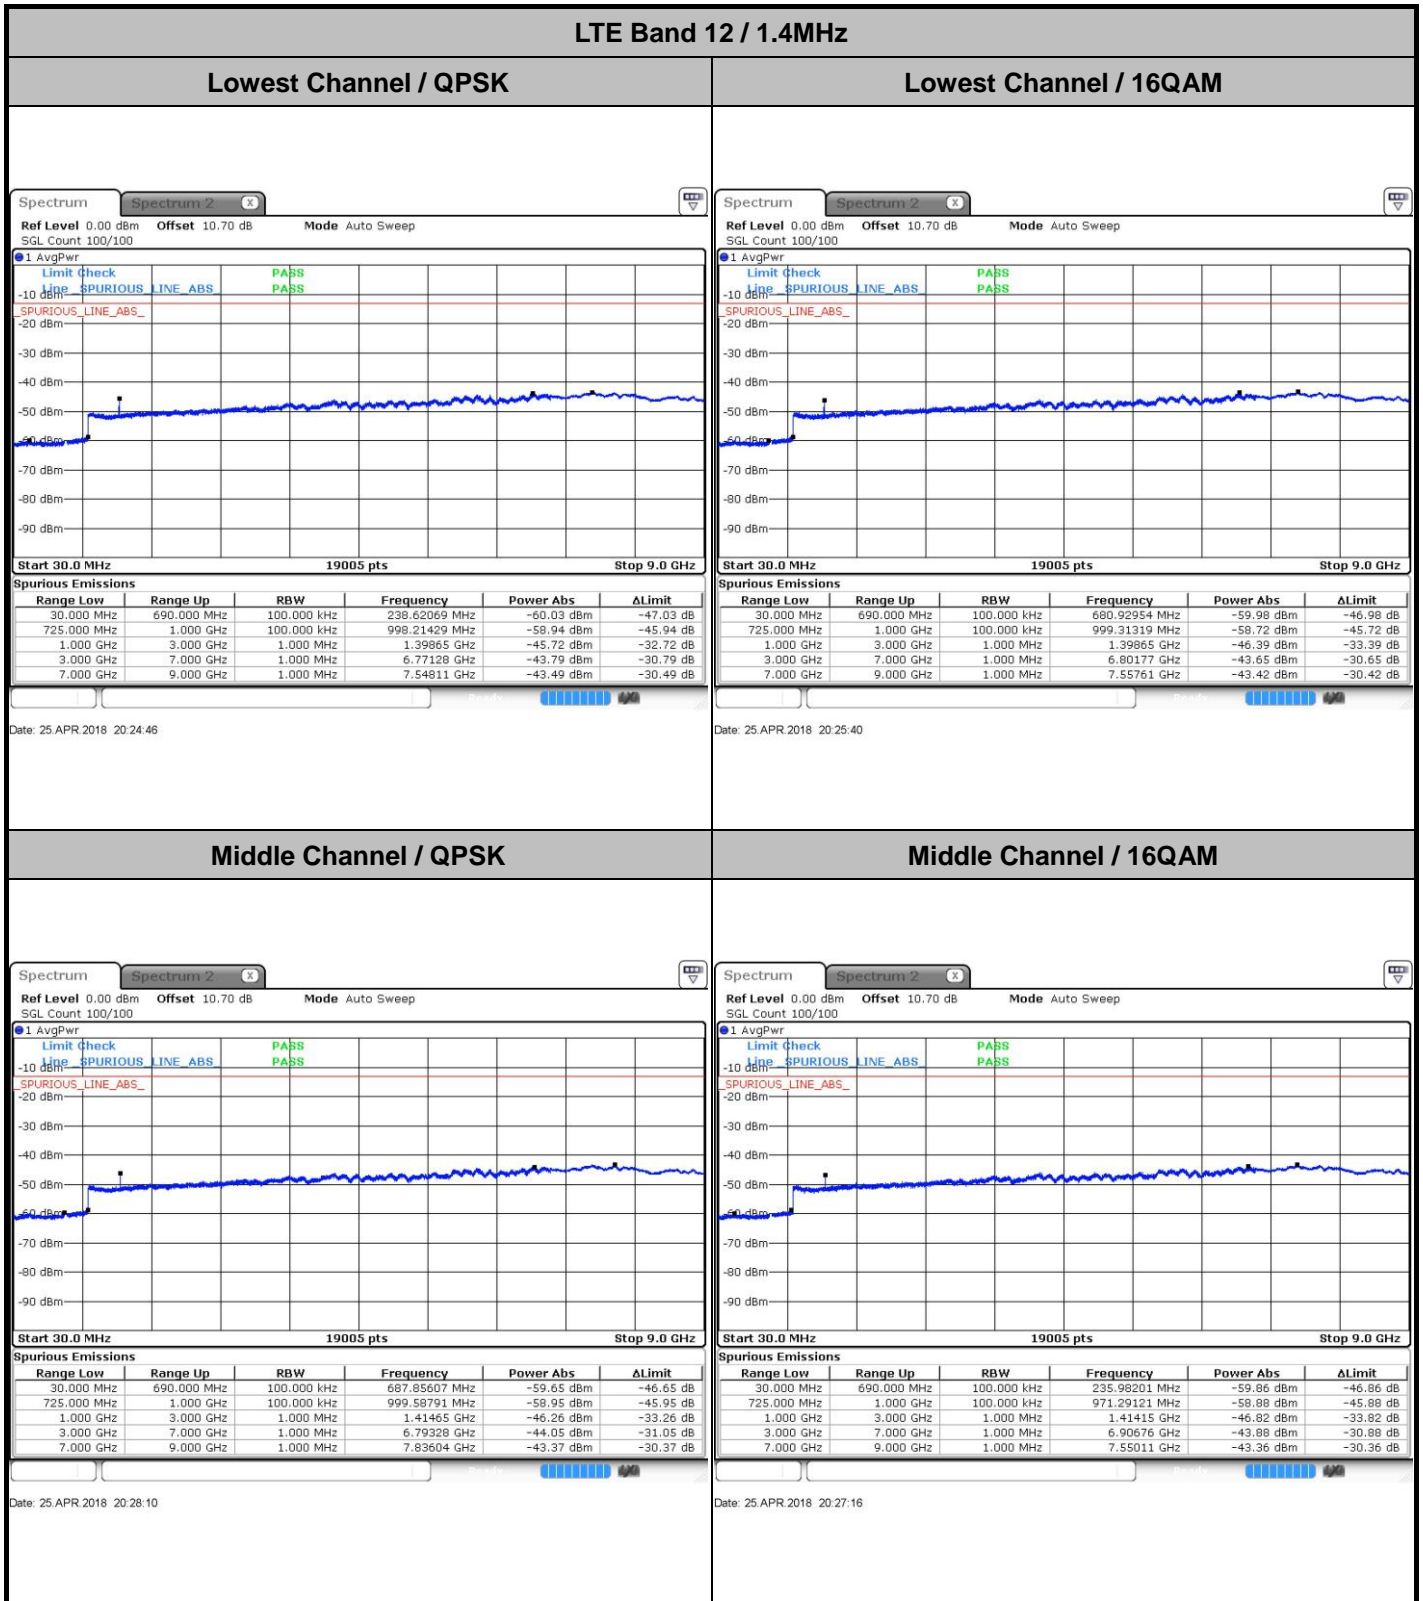 LTE Band 12 / 1.4MHz
Lowest Channel / QPSK
Lowest Channel / 16QAM
Spectrum
Spectrum 2
X
Ref Level 0.00 dBm Offset 10.70 dB Mode Auto Sweep
SGL Count 100/100
1 AvgPwr
Limit Check PASS
Line _SPURIOUS_LINE_ABS_ PASS
-10 dBm
_SPURIOUS_LINE_ABS_
-20 dBm
-30 dBm
-40 dBm
-50 dBm
-60 dBm
-70 dBm
-80 dBm
-90 dBm
Start 30.0 MHz 19005 pts Stop 9.0 GHz
Spurious Emissions
Range Low Range Up RBW Frequency Power Abs ΔLimit
30.000 MHz 690.000 MHz 100.000 kHz 238.62069 MHz -60.03 dBm -47.03 dB
725.000 MHz 1.000 GHz 100.000 kHz 998.21429 MHz -58.94 dBm -45.94 dB
1.000 GHz 3.000 GHz 1.000 MHz 1.39865 GHz -45.72 dBm -32.72 dB
3.000 GHz 7.000 GHz 1.000 MHz 6.77128 GHz -43.79 dBm -30.79 dB
7.000 GHz 9.000 GHz 1.000 MHz 7.54811 GHz -43.49 dBm -30.49 dB
Date: 25.APR.2018 20:24:46
Spectrum
Spectrum 2
X
Ref Level 0.00 dBm Offset 10.70 dB Mode Auto Sweep
SGL Count 100/100
1 AvgPwr
Limit Check PASS
Line _SPURIOUS_LINE_ABS_ PASS
-10 dBm
_SPURIOUS_LINE_ABS_
-20 dBm
-30 dBm
-40 dBm
-50 dBm
-60 dBm
-70 dBm
-80 dBm
-90 dBm
Start 30.0 MHz 19005 pts Stop 9.0 GHz
Spurious Emissions
Range Low Range Up RBW Frequency Power Abs ΔLimit
30.000 MHz 690.000 MHz 100.000 kHz 680.92954 MHz -59.98 dBm -46.98 dB
725.000 MHz 1.000 GHz 100.000 kHz 999.31319 MHz -58.72 dBm -45.72 dB
1.000 GHz 3.000 GHz 1.000 MHz 1.39865 GHz -46.39 dBm -33.39 dB
3.000 GHz 7.000 GHz 1.000 MHz 6.80177 GHz -43.65 dBm -30.65 dB
7.000 GHz 9.000 GHz 1.000 MHz 7.55761 GHz -43.42 dBm -30.42 dB
Date: 25.APR.2018 20:25:40
Middle Channel / QPSK
Middle Channel / 16QAM
Spectrum
Spectrum 2
X
Ref Level 0.00 dBm Offset 10.70 dB Mode Auto Sweep
SGL Count 100/100
1 AvgPwr
Limit Check PASS
Line _SPURIOUS_LINE_ABS_ PASS
-10 dBm
_SPURIOUS_LINE_ABS_
-20 dBm
-30 dBm
-40 dBm
-50 dBm
-60 dBm
-70 dBm
-80 dBm
-90 dBm
Start 30.0 MHz 19005 pts Stop 9.0 GHz
Spurious Emissions
Range Low Range Up RBW Frequency Power Abs ΔLimit
30.000 MHz 690.000 MHz 100.000 kHz 687.85607 MHz -59.65 dBm -46.65 dB
725.000 MHz 1.000 GHz 100.000 kHz 999.58791 MHz -58.95 dBm -45.95 dB
1.000 GHz 3.000 GHz 1.000 MHz 1.41465 GHz -46.26 dBm -33.26 dB
3.000 GHz 7.000 GHz 1.000 MHz 6.79328 GHz -44.05 dBm -31.05 dB
7.000 GHz 9.000 GHz 1.000 MHz 7.83604 GHz -43.37 dBm -30.37 dB
Date: 25.APR.2018 20:28:10
Spectrum
Spectrum 2
X
Ref Level 0.00 dBm Offset 10.70 dB Mode Auto Sweep
SGL Count 100/100
1 AvgPwr
Limit Check PASS
Line _SPURIOUS_LINE_ABS_ PASS
-10 dBm
_SPURIOUS_LINE_ABS_
-20 dBm
-30 dBm
-40 dBm
-50 dBm
-60 dBm
-70 dBm
-80 dBm
-90 dBm
Start 30.0 MHz 19005 pts Stop 9.0 GHz
Spurious Emissions
Range Low Range Up RBW Frequency Power Abs ΔLimit
30.000 MHz 690.000 MHz 100.000 kHz 235.98201 MHz -59.86 dBm -46.86 dB
725.000 MHz 1.000 GHz 100.000 kHz 971.29121 MHz -58.88 dBm -45.88 dB
1.000 GHz 3.000 GHz 1.000 MHz 1.41415 GHz -46.82 dBm -33.82 dB
3.000 GHz 7.000 GHz 1.000 MHz 6.90676 GHz -43.88 dBm -30.88 dB
7.000 GHz 9.000 GHz 1.000 MHz 7.55011 GHz -43.36 dBm -30.36 dB
Date: 25.APR.2018 20:27:16